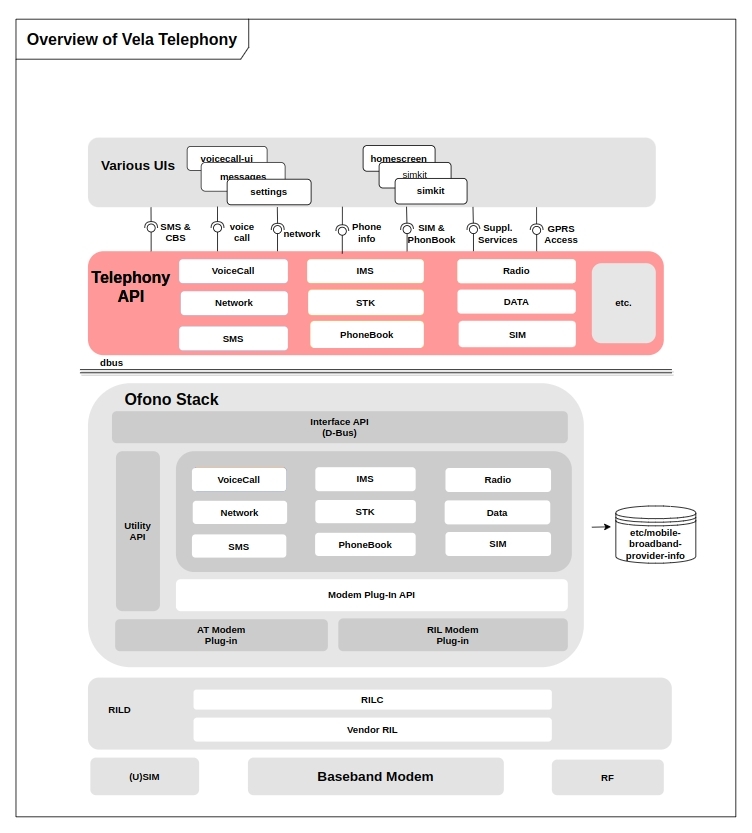 Overview of Vela Telephony
Various UIs
voicecall-ui
messages
settings
homescreen
simkit
simkit
SMS &
CBS
voice
call
network
Phone
info
SIM &
PhonBook
Suppl.
Services
GPRS
Access
Telephony
API
VoiceCall
IMS
Radio
Network
STK
DATA
SMS
PhoneBook
SIM
etc.
dbus
Ofono Stack
Interface API
(D-Bus)
Utility
API
VoiceCall
IMS
Radio
Network
STK
Data
SMS
PhoneBook
SIM
Modem Plug-In API
AT Modem
Plug-in
RIL Modem
Plug-in
etc/mobile-
broadband-
provider-info
RILD
RILC
Vendor RIL
(U)SIM
Baseband Modem
RF